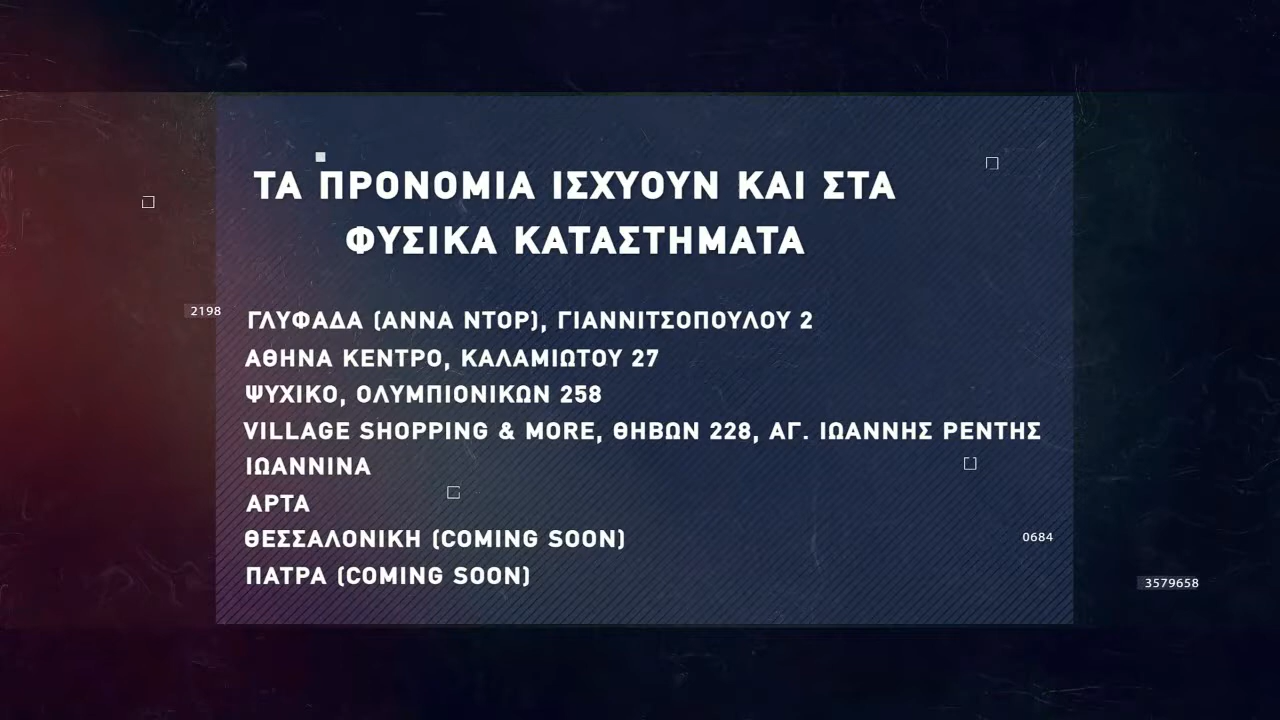 ΤΑ ΠΡΟΝΟΜΙΑ ΙΣΧΥΟΥΝ ΚΑΙ ΣΤΑ
ΦΥΣΙΚΑ ΚΑΤΑΣΤΗΜΑΤΑ
2198
ΓΛΥΦΑΔΑ (ΑΝΝΑ ΝΤΟΡ), ΓΙΑΝΝΙΤΣΟΠΟΥΛΟΥ 2
ΑΘΗΝΑ ΚΕΝΤΡΟ, ΚΑΛΑΜΙΩΤΟΥ 27
ΨΥΧΙΚΟ, ΟΛΥΜΠΙΟΝΙΚΩΝ 258
VILLAGE SHOPPING & MORE, ΘΗΒΩΝ 228, ΑΓ. ΙΩΑΝΝΗΣ ΡΕΝΤΗΣ
ΙΩΑΝΝΙΝΑ
ΑΡΤΑ
ΘΕΣΣΑΛΟΝΙΚΗ (COMING SOON)
0684
ΠΑΤΡΑ (COMING SOON)
3579658